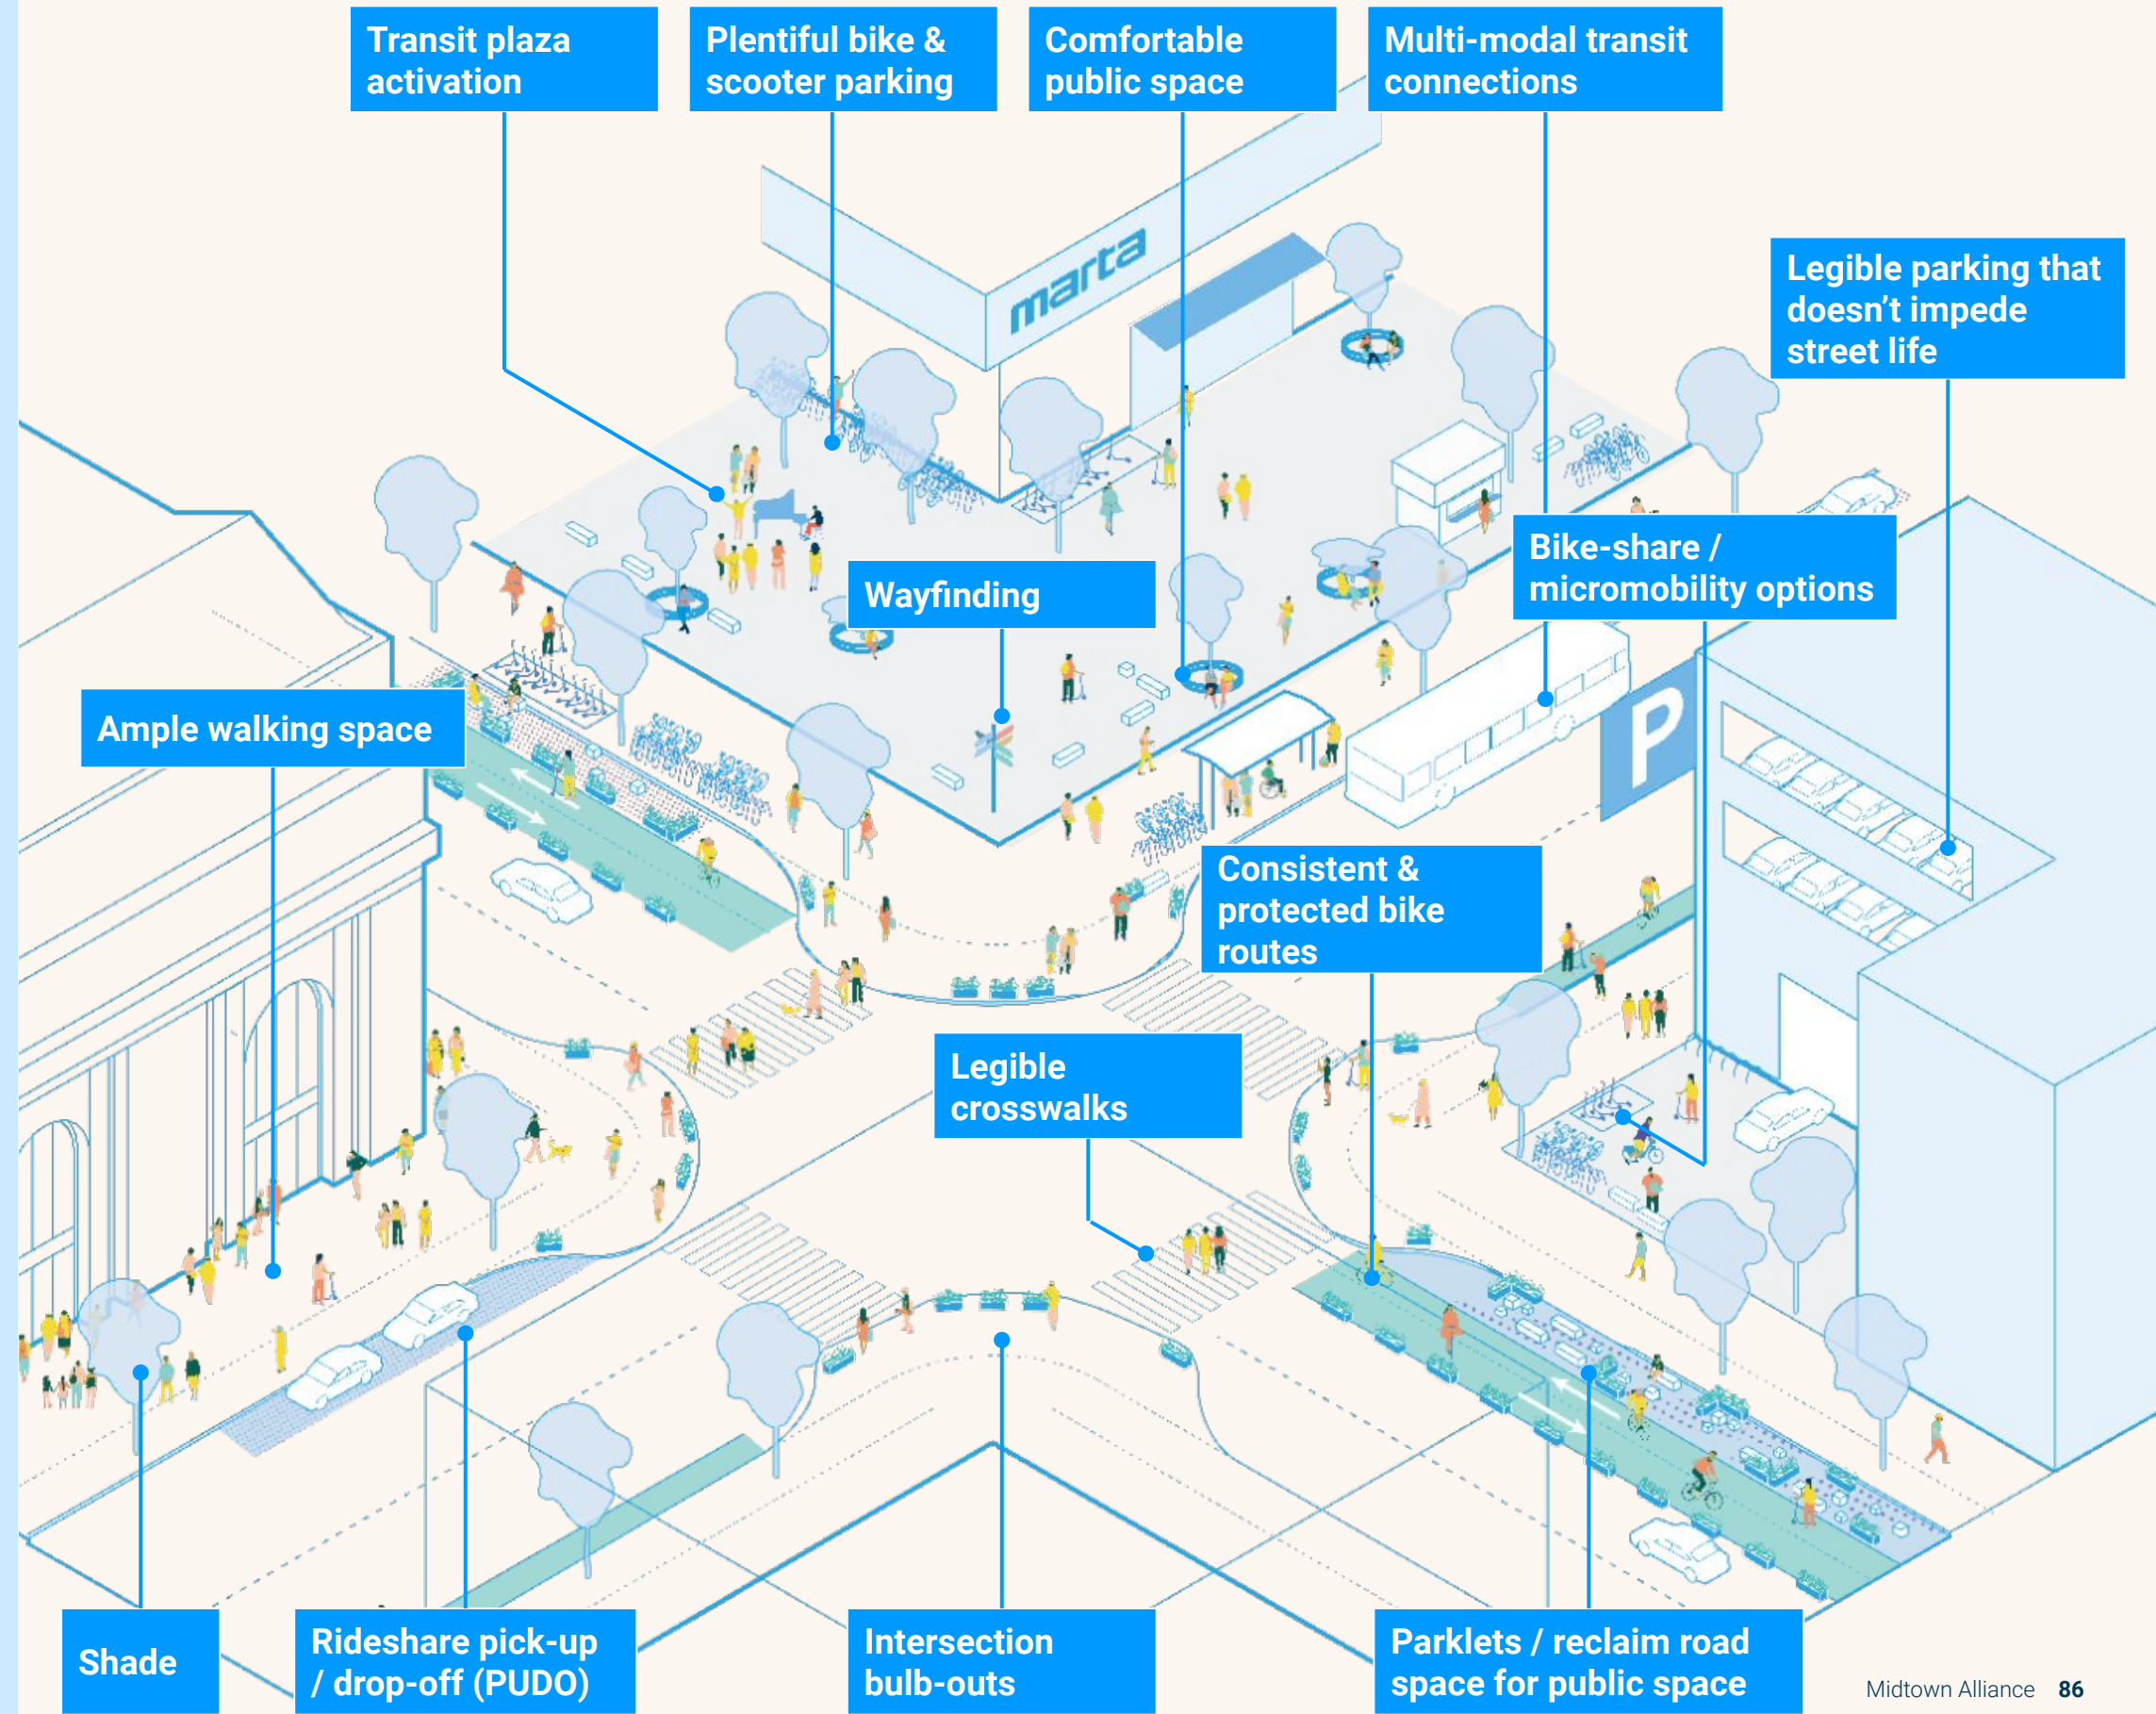 Transit plaza
activation
Plentiful bike &
scooter parking
Comfortable
public space
Multi-modal transit
connections
marta
Legible parking that
doesn’t impede
street life
Bike-share /
micromobility options
Wayfinding
Ample walking space
P
Consistent &
protected bike
routes
Legible
crosswalks
Shade
Rideshare pick-up
/ drop-off (PUDO)
Intersection
bulb-outs
Parklets / reclaim road
space for public space
Midtown Alliance 86